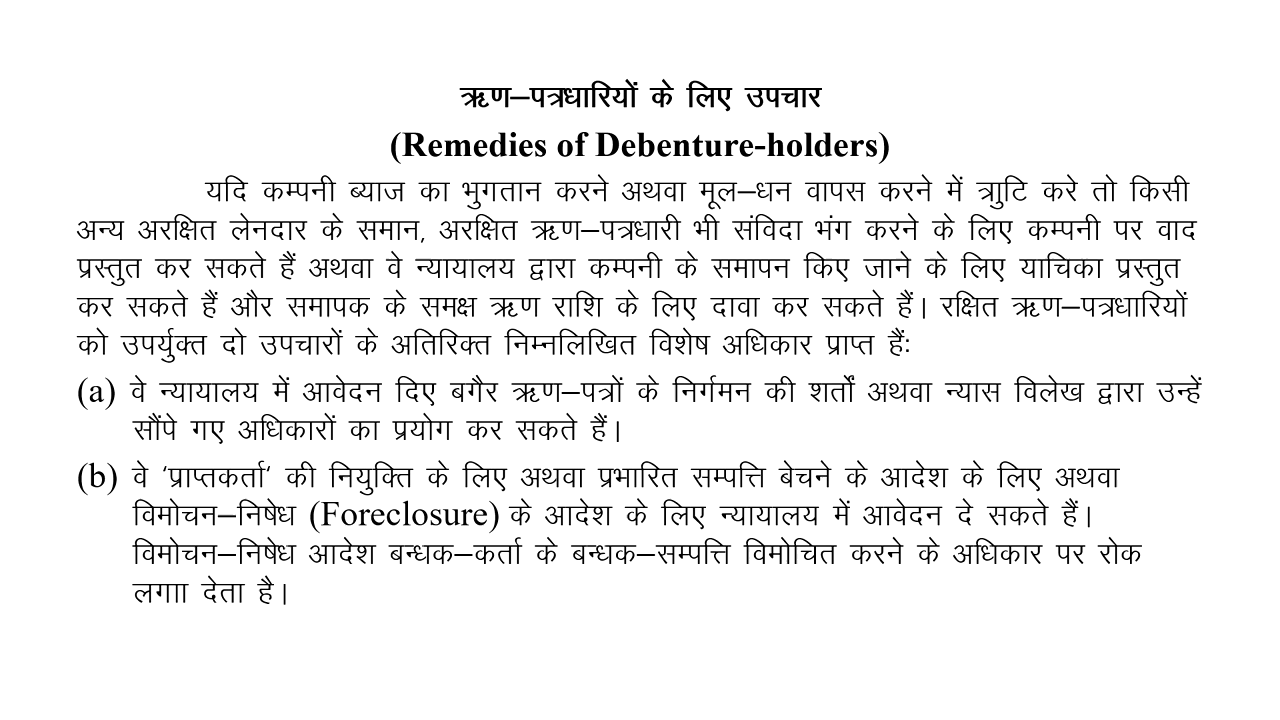 ऋण–पत्रधारियों के लिए उपचार
(Remedies of Debenture-holders)
यदि कम्पनी ब्याज का भुगतान करने अथवा मूल–धन वापस करने में त्राुटि करे तो किसी
अन्य अरक्षित लेनदार के समान, अरक्षित ऋण–पत्रधारी भी संविदा भंग करने के लिए कम्पनी पर वाद
प्रस्तुत कर सकते हैं अथवा वे न्यायालय द्वारा कम्पनी के समापन किए जाने के लिए याचिका प्रस्तुत
कर सकते हैं और समापक के समक्ष ऋण राशि के लिए दावा कर सकते हैं। रक्षित ऋण–पत्रधारियों
को उपर्युक्त दो उपचारों के अतिरिक्त निम्नलिखित विशेष अधिकार प्राप्त हैंः
(a) वे न्यायालय में आवेदन दिए बगैर ऋण–पत्रों के निर्गमन की शर्तों अथवा न्यास विलेख द्वारा उन्हें
सौंपे गए अधिकारों का प्रयोग कर सकते हैं।
(b) वे ‘प्राप्तकर्ता‘ की नियुक्ति के लिए अथवा प्रभारित सम्पत्ति बेचने के आदेश के लिए अथवा
विमोचन–निषेध (Foreclosure) के आदेश के लिए न्यायालय में आवेदन दे सकते हैं।
विमोचन–निषेध आदेश बन्धक–कर्ता के बन्धक–सम्पत्ति विमोचित करने के अधिकार पर रोक
लगाा देता है।